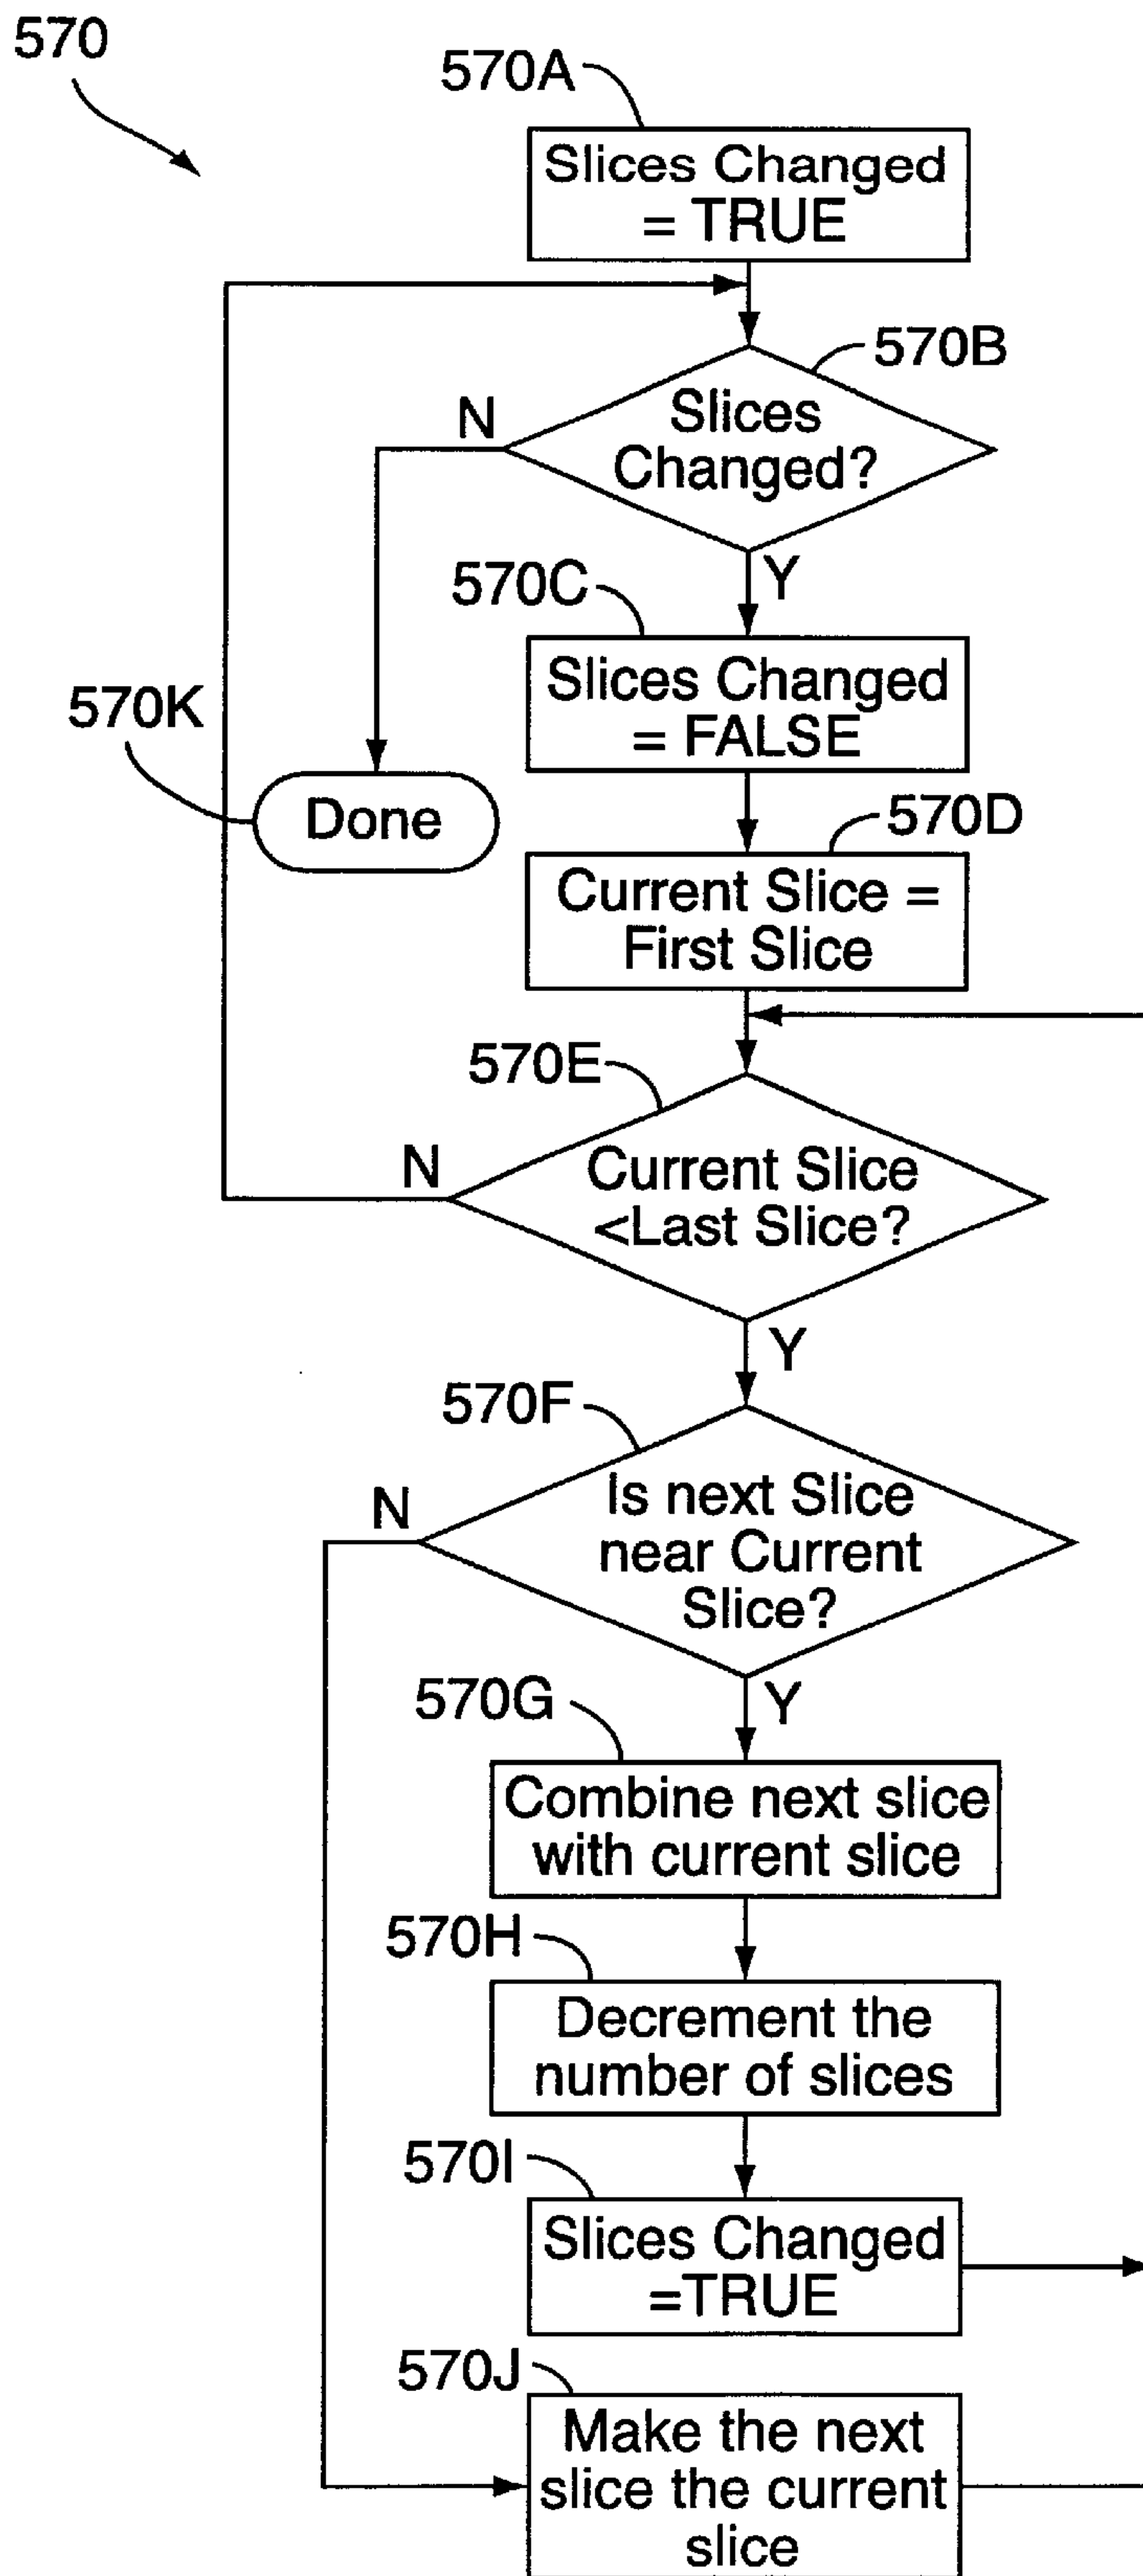 570
570A
Slices Changed
= TRUE
570B
Slices
Changed?
N
Y
570C
Slices Changed
= FALSE
570K
Done
570D
Current Slice =
First Slice
570E
N
Current Slice
<Last Slice?
Y
570F
N
Is next Slice
near Current
Slice?
Y
570G
Combine next slice
with current slice
570H
Decrement the
number of slices
570I
Slices Changed
=TRUE
570J
Make the next
slice the current
slice